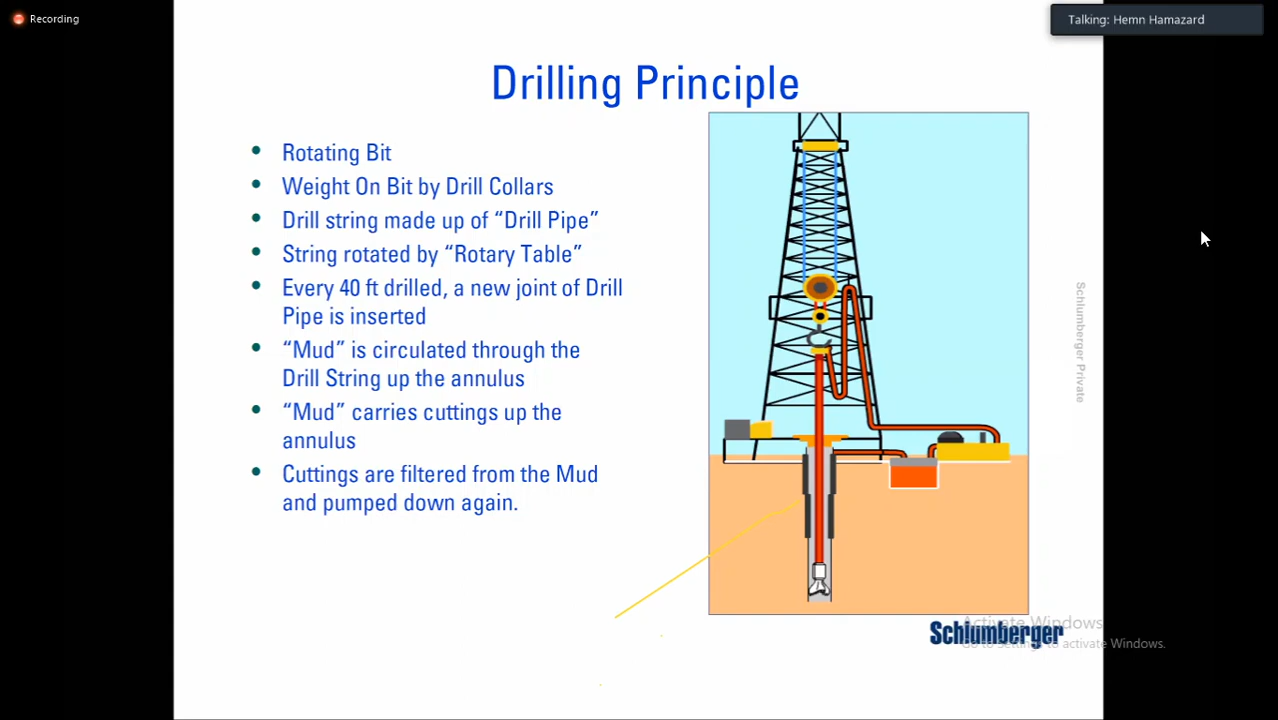 Recording
Talking: Hemn Hamazard
Drilling Principle
• Rotating Bit
• Weight On Bit by Drill Collars
• Drill string made up of “Drill Pipe”
• String rotated by “Rotary Table”
• Every 40 ft drilled, a new joint of Drill
Pipe is inserted
• “Mud” is circulated through the
Drill String up the annulus
• “Mud” carries cuttings up the
annulus
• Cuttings are filtered from the Mud
and pumped down again.
Schlumberger Private
Schlumberger
Activate Windows
Go to Settings to activate Windows.